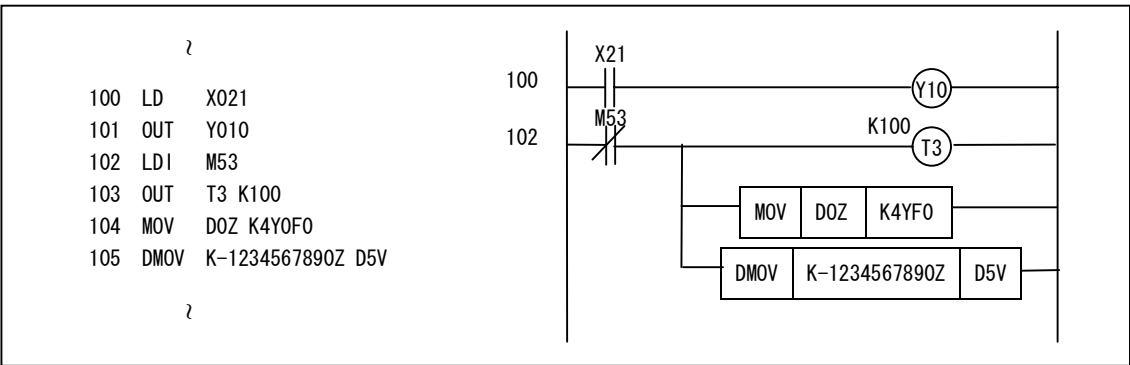 ≀
100 LD X021
101 OUT Y010
102 LDI M53
103 OUT T3 K100
104 MOV D0Z K4Y0F0
105 DMOV K-1234567890Z D5V
≀
X21
100
Y10
M53
K100
102
T3
MOV D0Z K4YF0
DMOV K-1234567890Z D5V